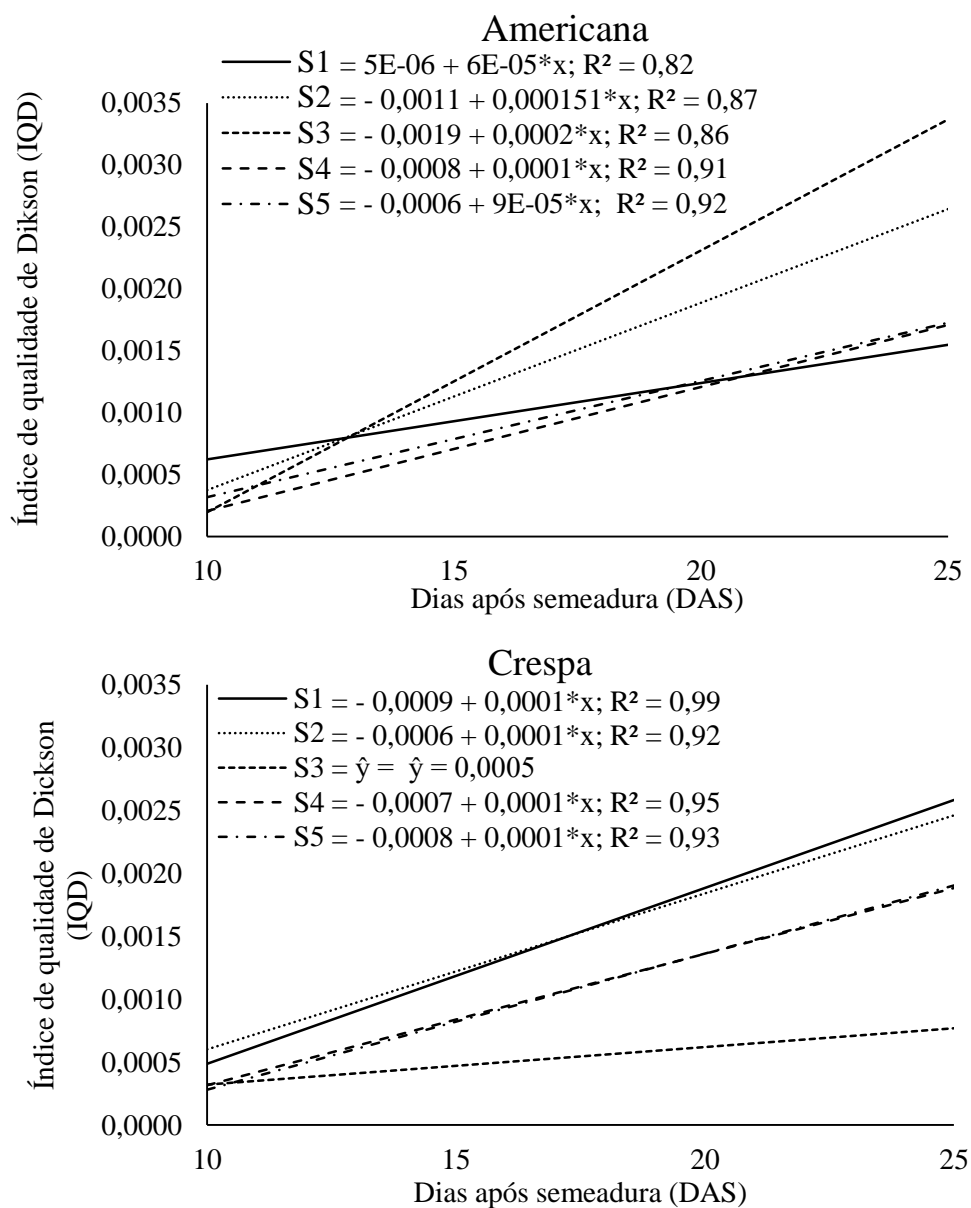 Americana
S1 = 5E-06 + 6E-05*x; R² = 0,82
S2 = - 0,0011 + 0,000151*x; R² = 0,87
S3 = -0,0019 + 0,0002*x; R² = 0,86
S4 = - 0,0008 + 0,0001*x; R² = 0,91
S5 = - 0,0006 + 9E-05*x; R² = 0,92
Índice de qualidade de Dikson (IQD)
0,0035
0,0030
0,0025
0,0020
0,0015
0,0010
0,0005
0,0000
10 15 20 25
Dias após semeadura (DAS)
Crespa
S1 = - 0,0009 + 0,0001*x; R² = 0,99
S2 = - 0,0006 + 0,0001*x; R² = 0,92
S3 = ŷ = ŷ = 0,0005
S4 = - 0,0007 + 0,0001*x; R² = 0,95
S5 = - 0,0008 + 0,0001*x; R² = 0,93
Índice de qualidade de Dickson
(IQD)
0,0035
0,0030
0,0025
0,0020
0,0015
0,0010
0,0005
0,0000
10 15 20 25
Dias após semeadura (DAS)